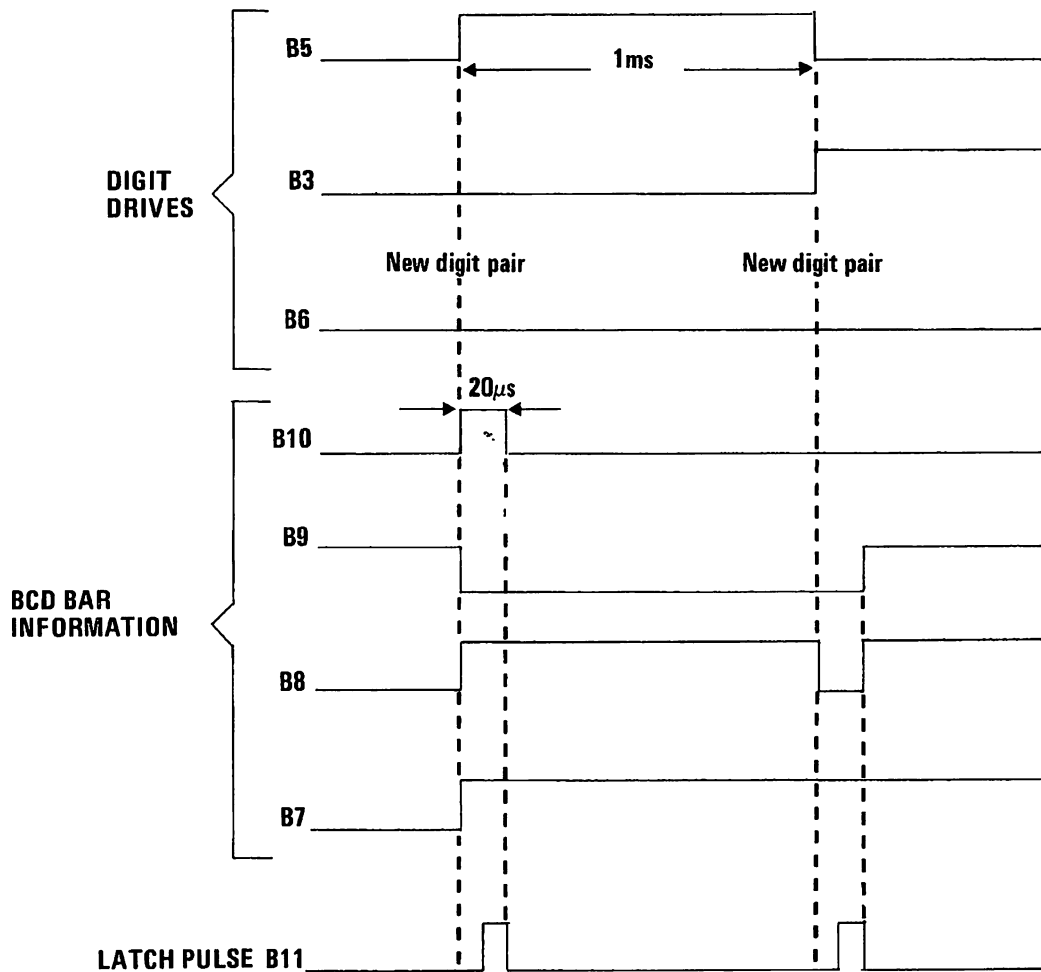 B5
1ms
B3
DIGIT
DRIVES
New digit pair
New digit pair
B6
20μs
B10
B9
BCD BAR
INFORMATION
B8
B7
LATCH PULSE B11